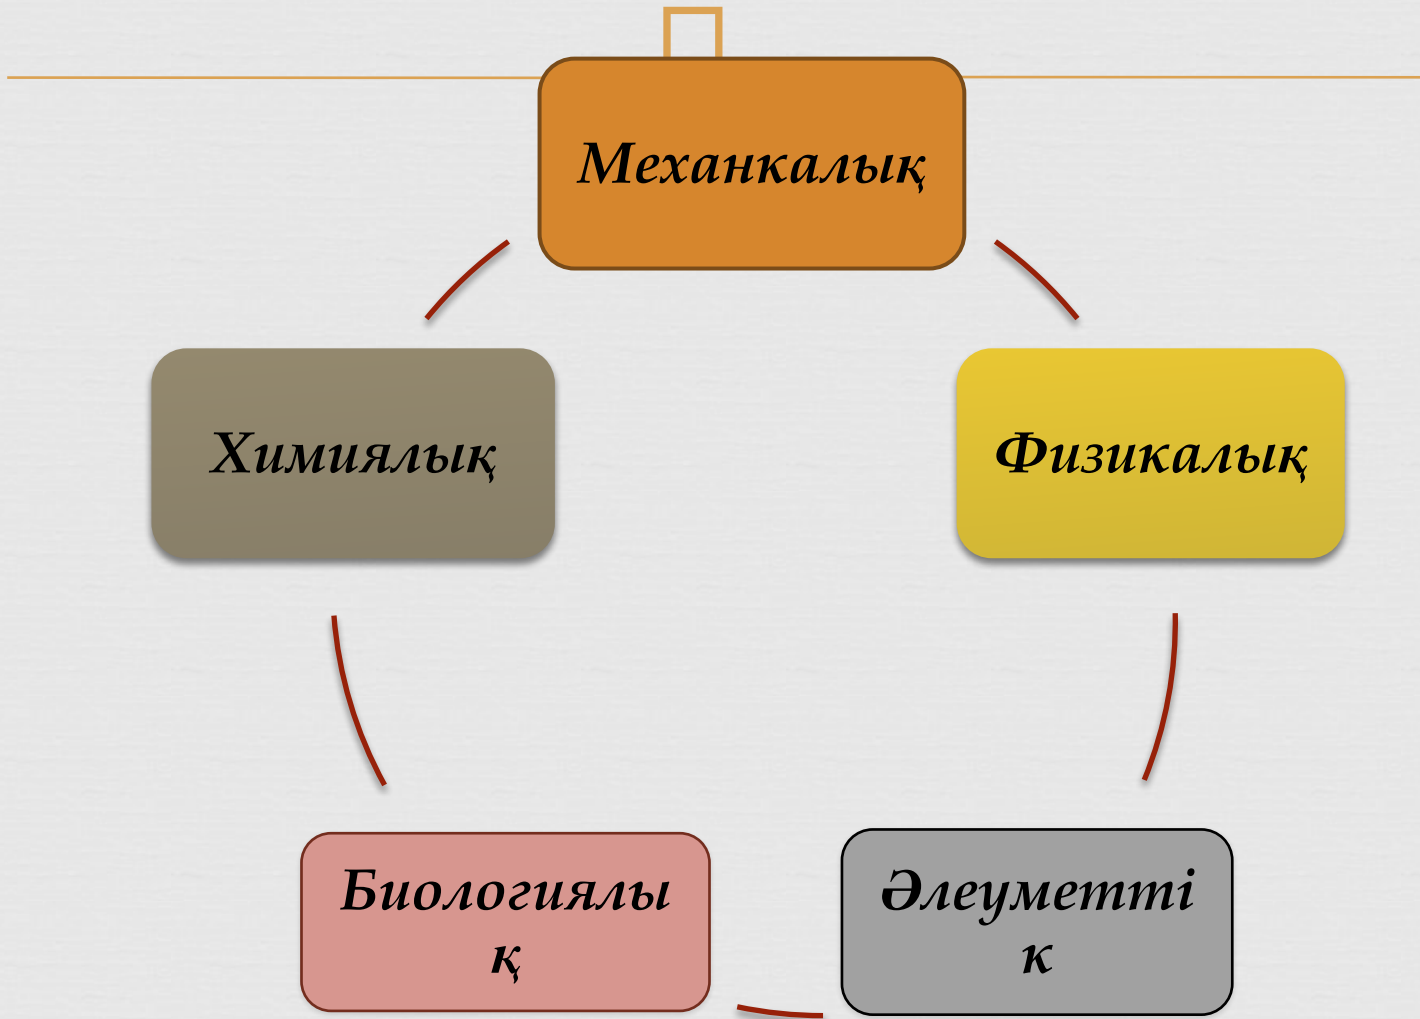 Механкалық
Химиялық
Физикалық
Биологиялы
қ
Әлеуметті
к